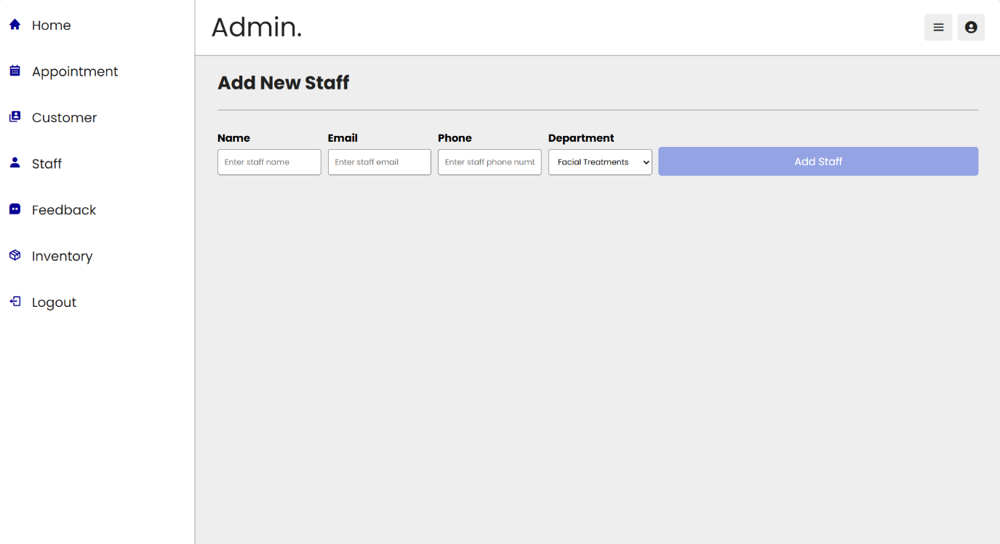 Home
Appointment
Customer
Staff
Feedback
Inventory
Logout
Admin.
Add New Staff
Name
Email
Phone
Department
Enter staff name
Enter staff email
Enter staff phone numb
Facial Treatments
Add Staff